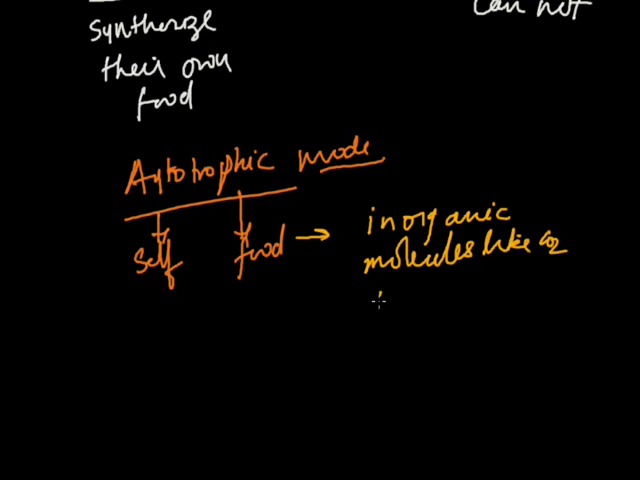 Synthesize
can not
their own
food
Autotrophic mode
self food → inorganic
molecules like CO2